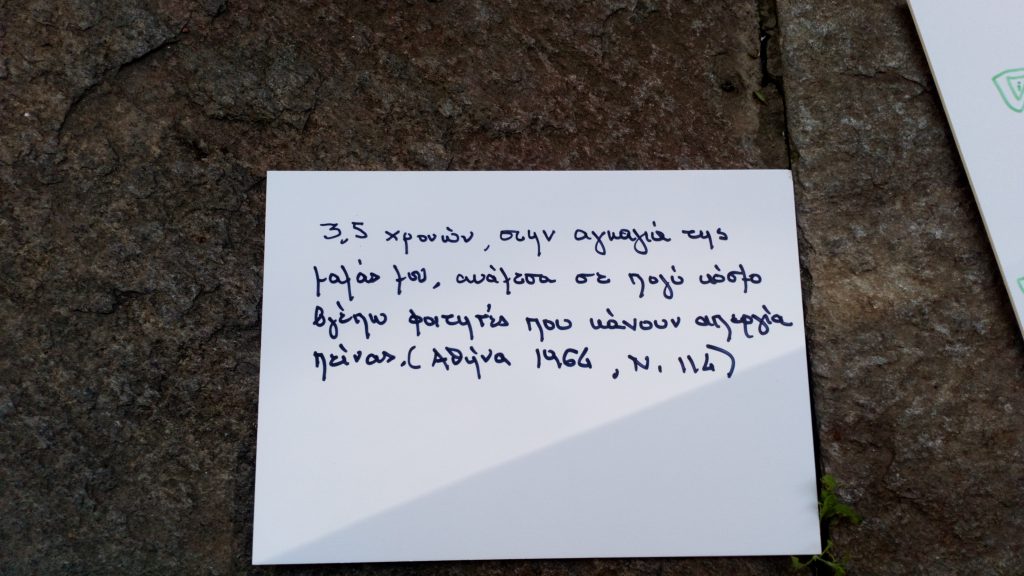 3,5 χρονών, στην αγκαλιά της
μαμάς μου, ανάμεσα σε πολύ κόσμο
βλέπω φοιτητές που κάνουν απεργία
πείνας. (Αθήνα 1964, Ν. 114)